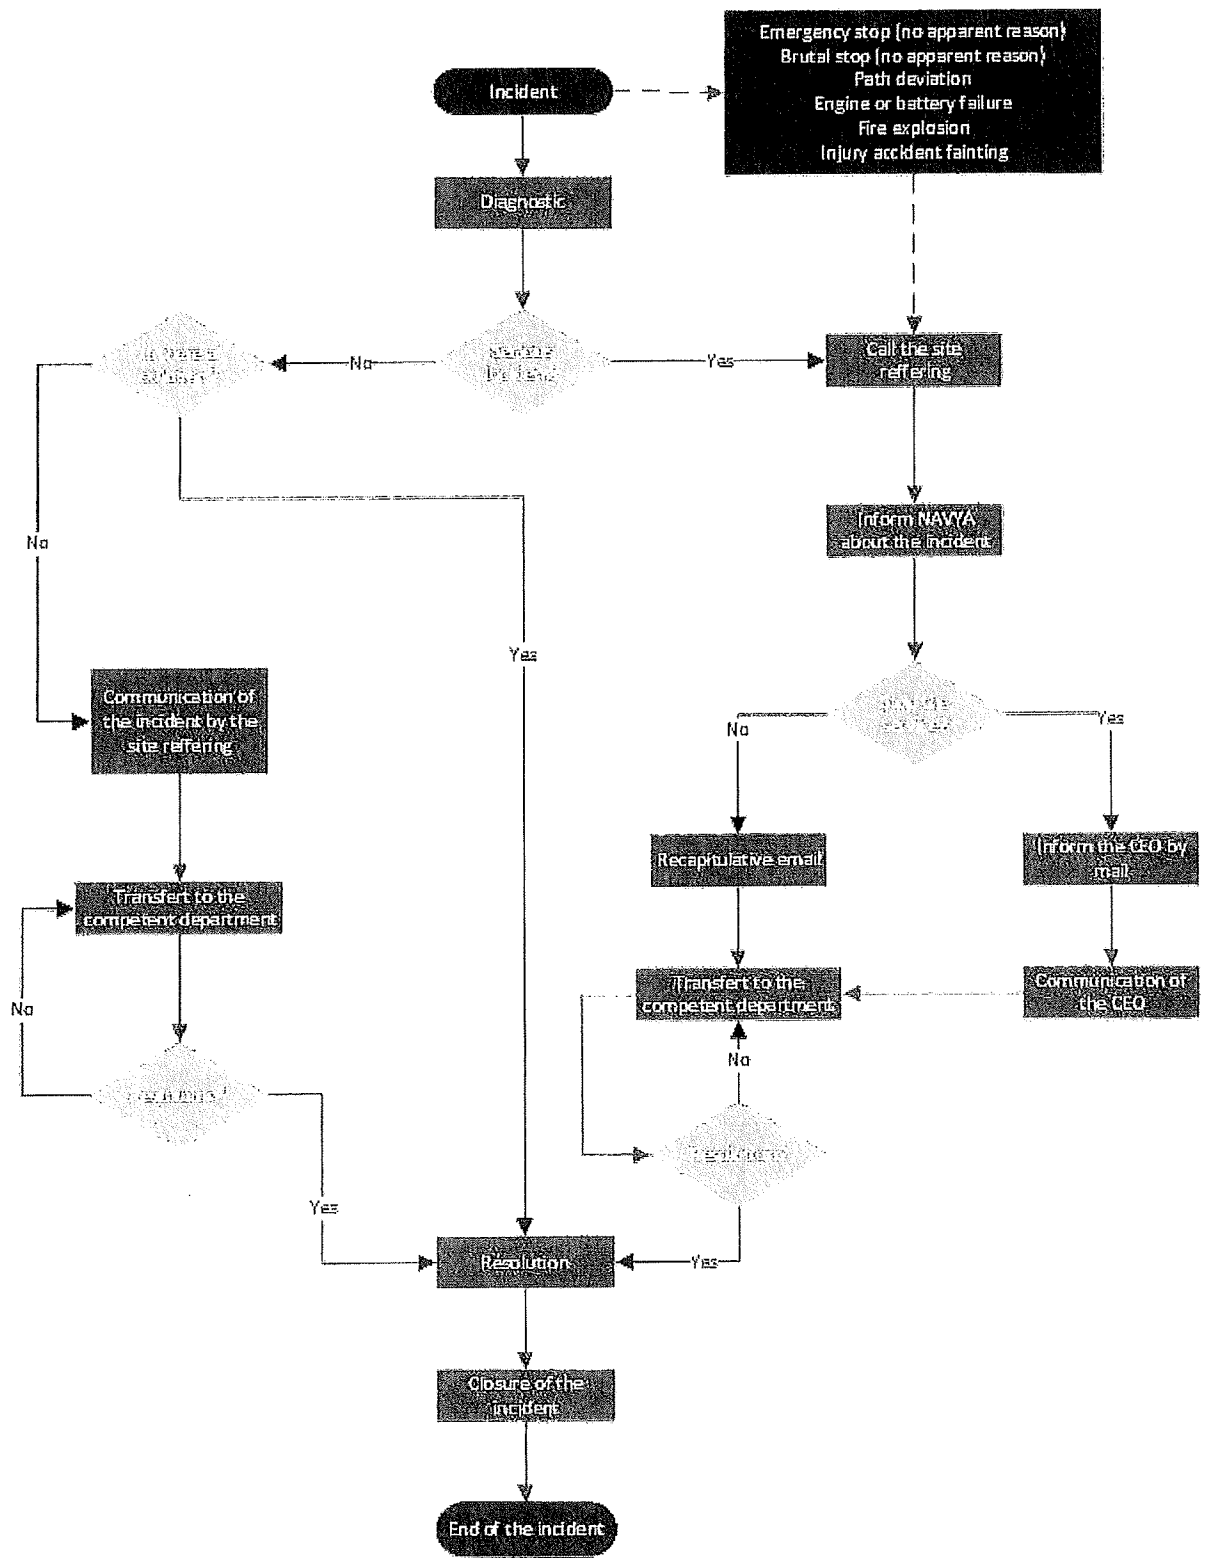 Emergency stop (no apparent reason)
Brutal stop (no apparent reason)
Path deviation
Engine or battery failure
Fire explosion
Injury accident fainting
Incident
Diagnostic
No
Yes
Call the site
reffering
Inform NAVYA
about the incident
No
Yes
Communication of
the incident by the
site reffering
No
Yes
Recapitulative email
Inform the CEO by
mail
Transfert to the
competent department
No
Transfert to the
competent department
Communication of
the CEO
No
Yes
Resolution
Yes
Closure of the
incident
End of the incident